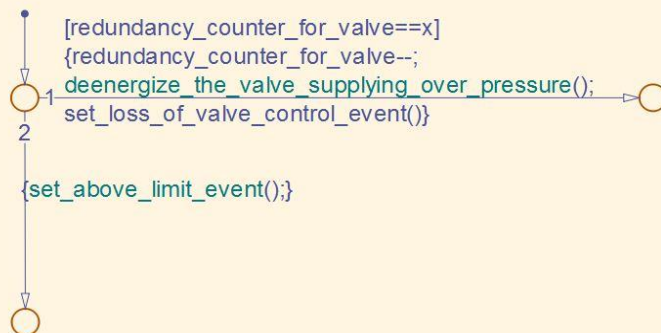 [redundancy_counter_for_valve==x]
{redundancy_counter_for_valve--;
1 deenergize_the_valve_supplying_over_pressure();
set_loss_of_valve_control_event()}
2
{set_above_limit_event();}